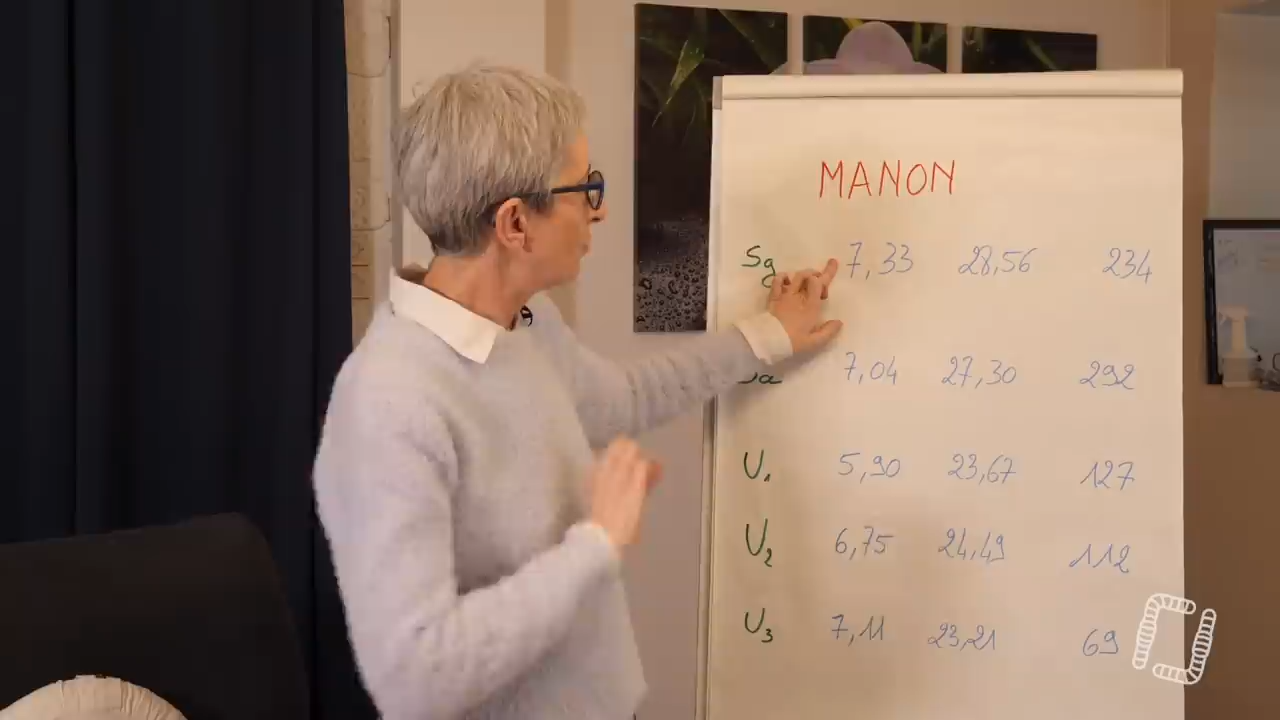 MANON
Sg 7,33 28,56 234
7,04 27,30 292
U1 5,90 23,67 127
U2 6,75 24,49 112
U3 7,11 23,21 69